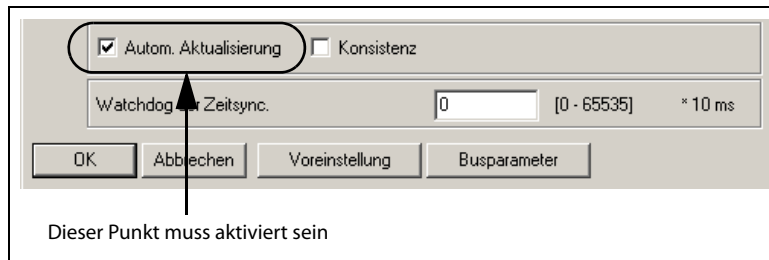 Autom. Aktualisierung Konsistenz
Watchdog der Zeitsync. 0 [0 - 65535] * 10 ms
OK Abbrechen Voreinstellung Busparameter
Dieser Punkt muss aktiviert sein